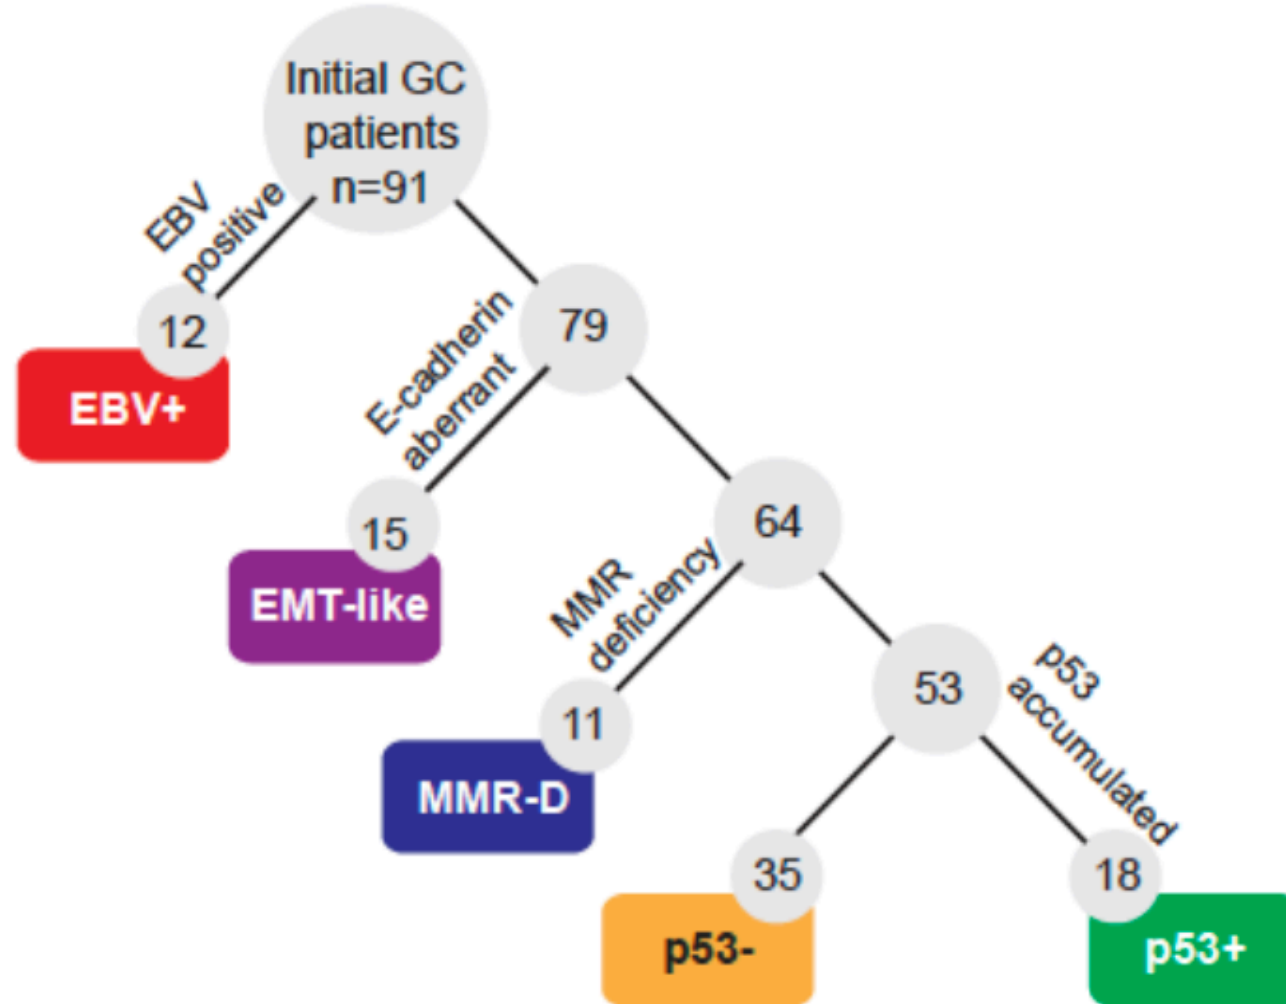 Initial GC
patients
n=91
EBV
positive
12
EBV+
79
E-cadherin
aberrant
15
EMT-like
64
MMR
deficiency
11
MMR-D
53
p53
accumulated
35
p53-
18
p53+